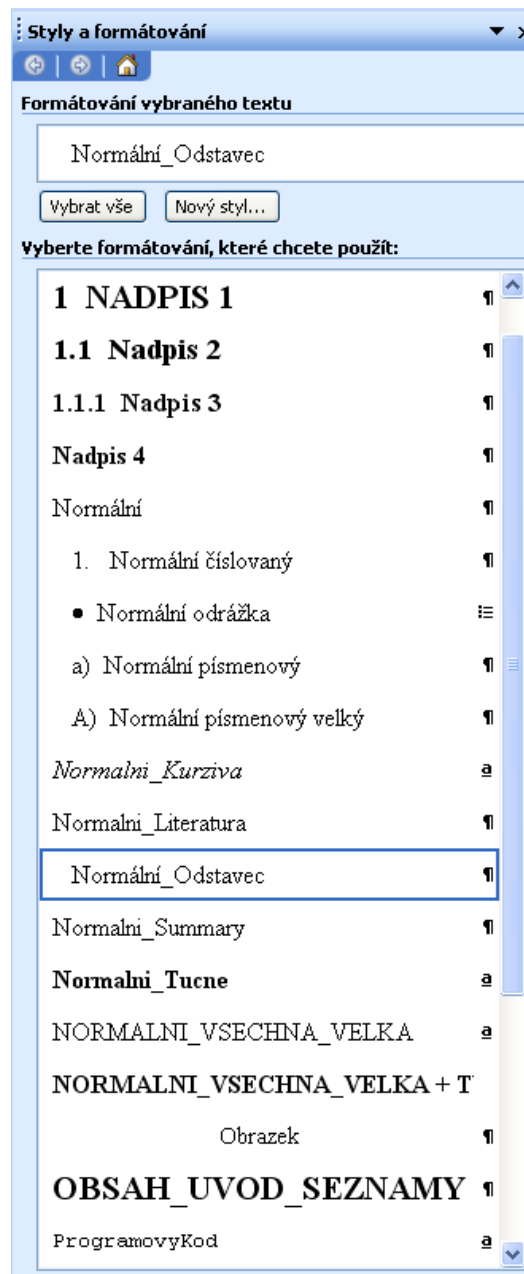 Styly a formátování
Formátování vybraného textu
Normální_Odstavec
Vybrat vše Nový styl...
Vyberte formátování, které chcete použít:
1 NADPIS 1 ¶
1.1 Nadpis 2 ¶
1.1.1 Nadpis 3 ¶
Nadpis 4 ¶
Normální ¶
1. Normální číslovaný ¶
• Normální odrážka
a) Normální písmenový ¶
A) Normální písmenový velký ¶
Normalni_Kurziva a
Normalni_Literatura ¶
Normální_Odstavec ¶
Normalni_Summary ¶
Normalni_Tucne a
NORMALNI_VSECHNA_VELKA a
NORMALNI_VSECHNA_VELKA + T
Obrazek ¶
OBSAH_UVOD_SEZNAMY ¶
ProgramovyKod a